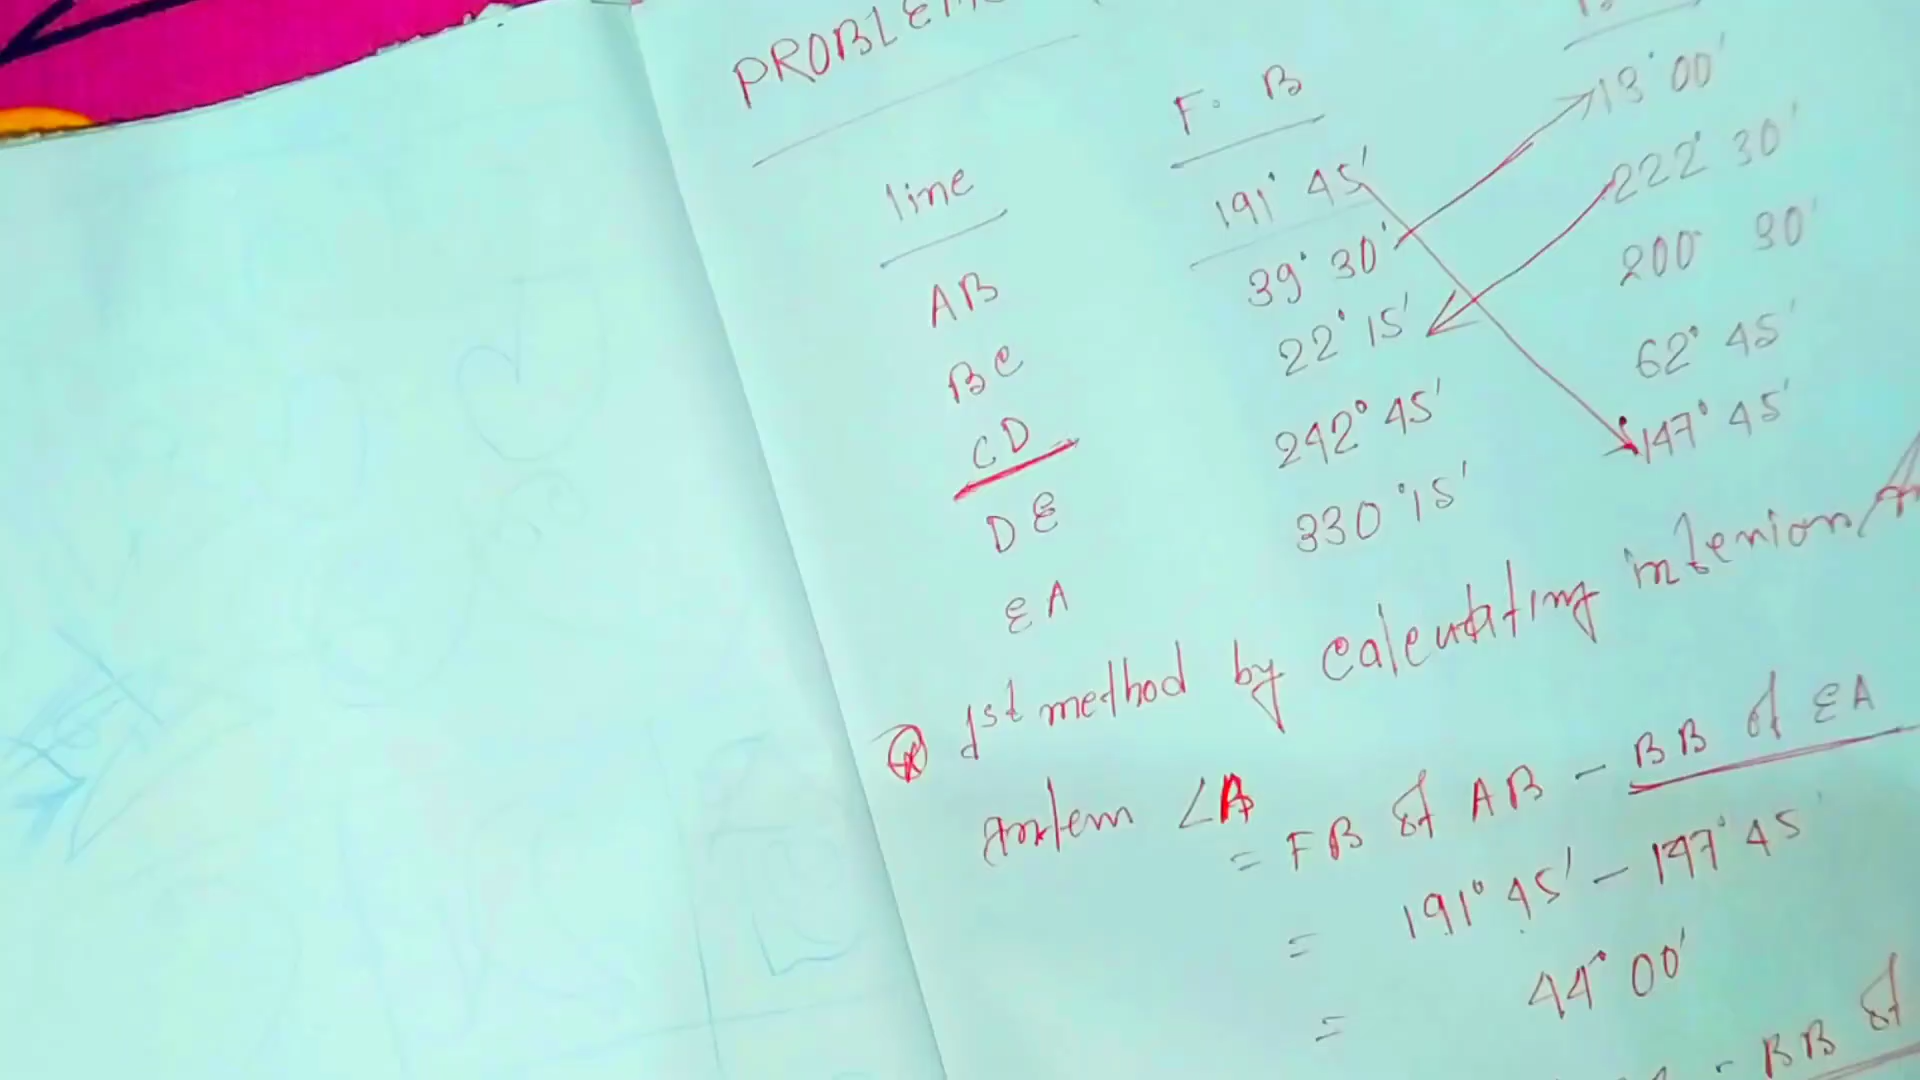 PROBLEM
line F. B
AB 191° 45' 13° 00'
BC 39° 30' 222° 30'
CD 22° 15' 200° 30'
DE 242° 45' 62° 45'
EA 330° 15' 147° 45'
1st method by calculating interior
∠A = FB of AB - BB of EA
= 191° 45' - 147° 45'
= 44° 00'
- BB of